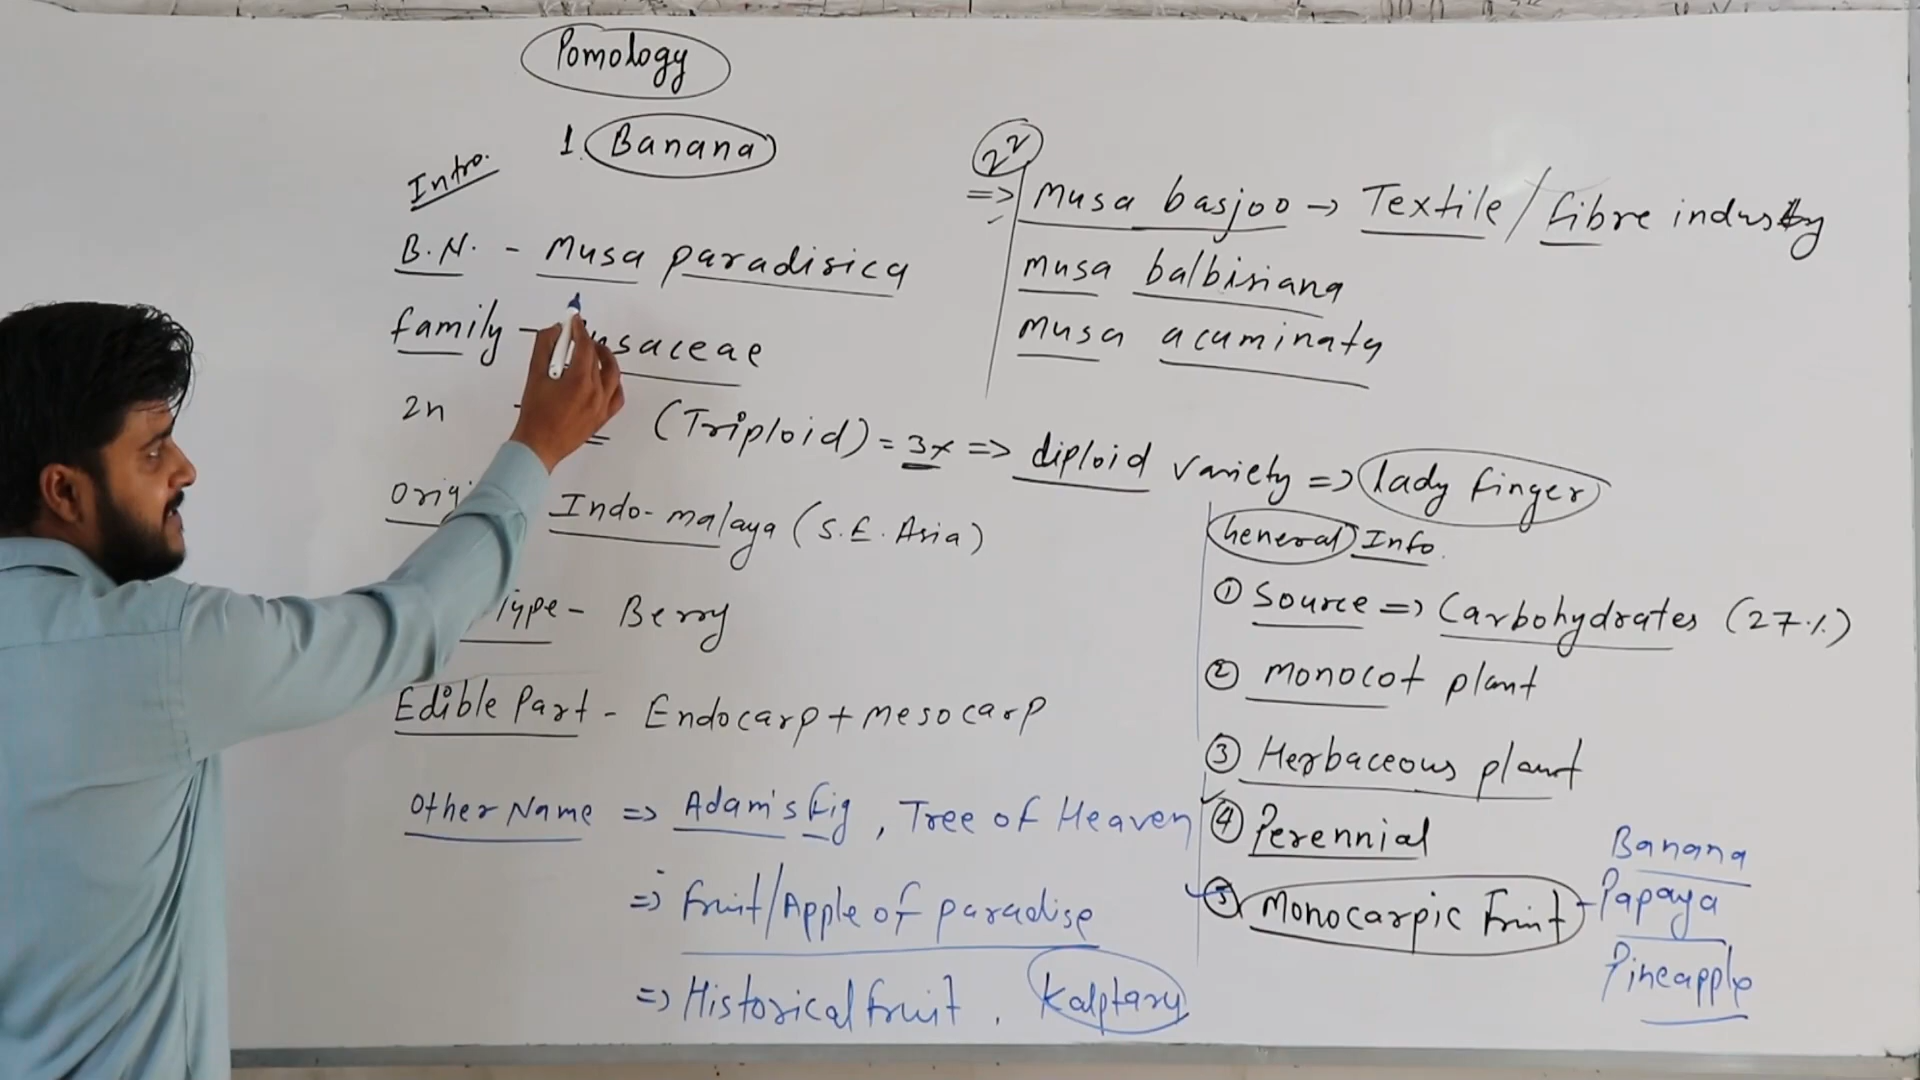 Pomology
1. Banana
Intro.
B.N. - Musa paradisica
family - usaceae
2n (Triploid) = 3x => diploid variety => lady finger
Origi Indo-malaya (S.E. Asia)
Type - Berry
Edible Part - Endocarp + mesocarp
Other Name => Adam's Fig, Tree of Heaven
=> Fruit/Apple of paradise
=> Historical fruit, Kalptaru
=> Musa basjoo -> Textile/fibre industry
musa balbisiana
musa acuminata
General Info.
① Source => Carbohydrates (27%)
② monocot plant
③ Herbaceous plant
④ Perennial
⑤ Monocarpic Fruit - Banana
Papaya
Pineapple